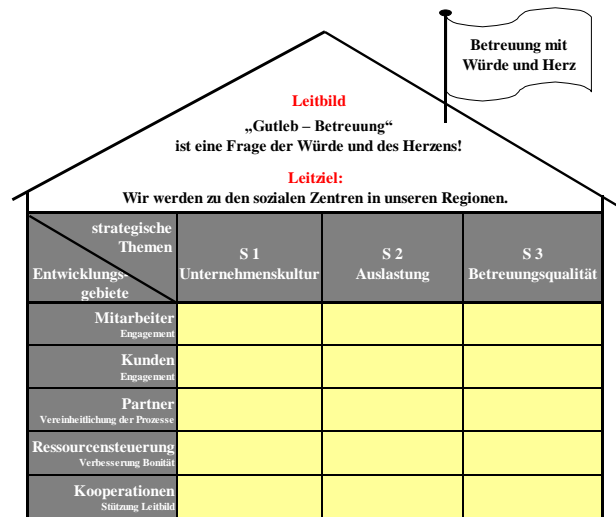 Betreuung mit
Würde und Herz
Leitbild
„Gutleb – Betreuung“
ist eine Frage der Würde und des Herzens!
Leitziel:
Wir werden zu den sozialen Zentren in unseren Regionen.
strategische
Themen
Entwicklungs-
gebiete
S 1
Unternehmenskultur
S 2
Auslastung
S 3
Betreuungsqualität
Mitarbeiter
Engagement
Kunden
Engagement
Partner
Vereinheitlichung der Prozesse
Ressourcensteuerung
Verbesserung Bonität
Kooperationen
Stützung Leitbild